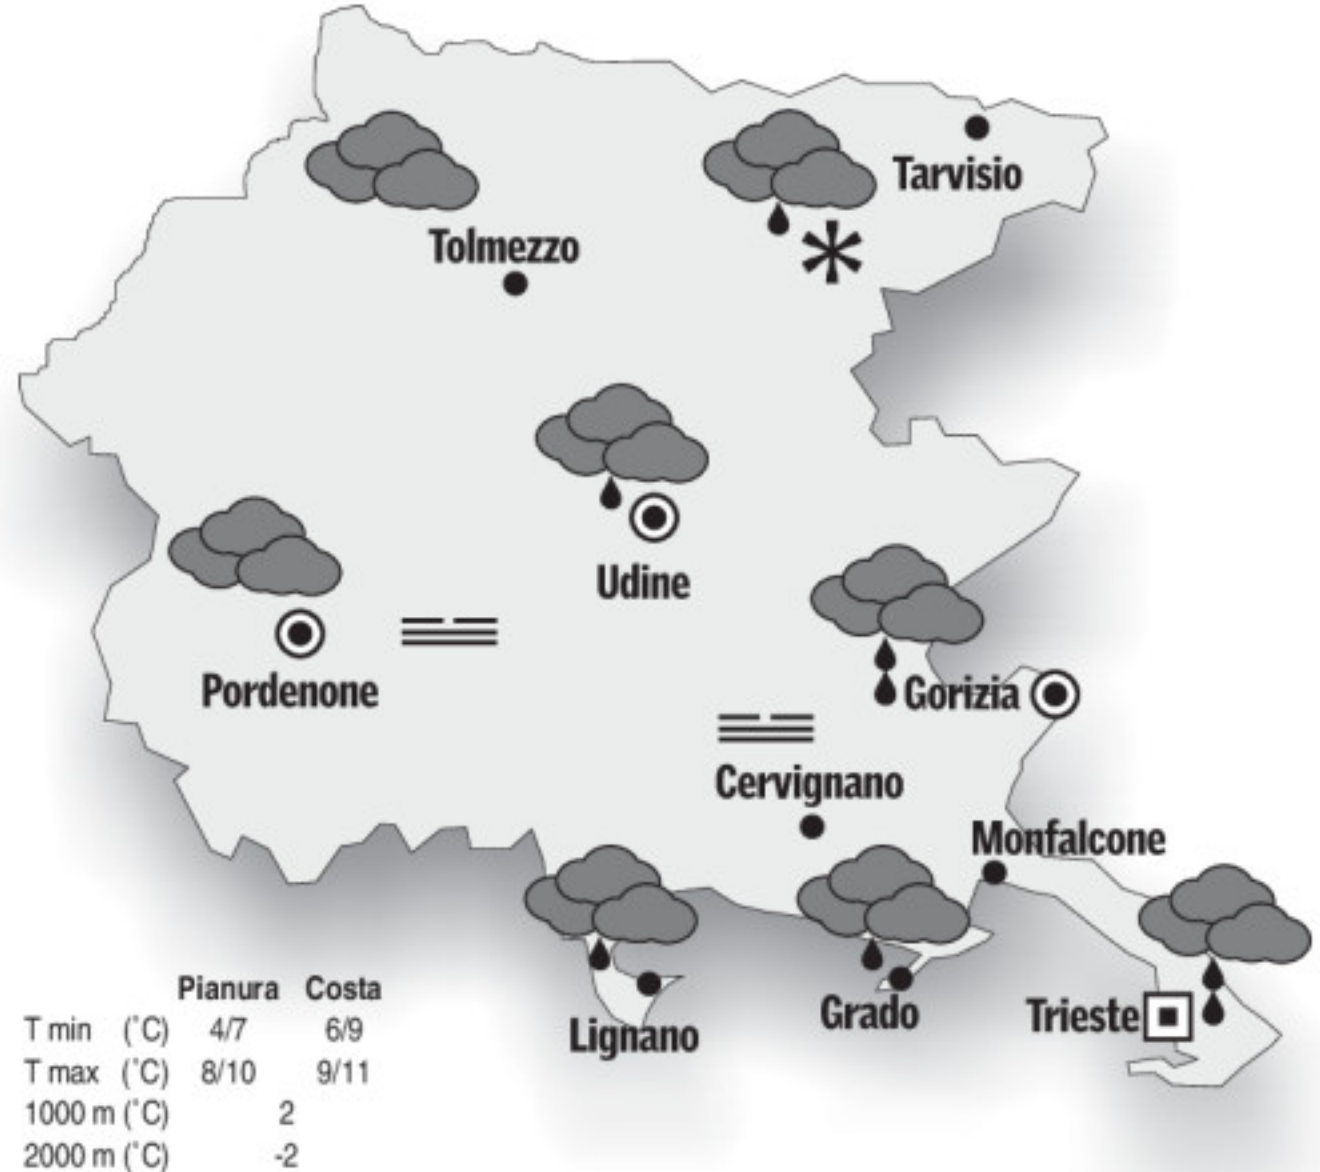 Tarvisio
Tolmezzo
Udine
Pordenone
Gorizia
Cervignano
Monfalcone
Grado
Trieste
Lignano
Pianura Costa
T min (˚C) 4/7 6/9
T max (˚C) 8/10 9/11
1000 m (˚C) 2
2000 m (˚C) -2